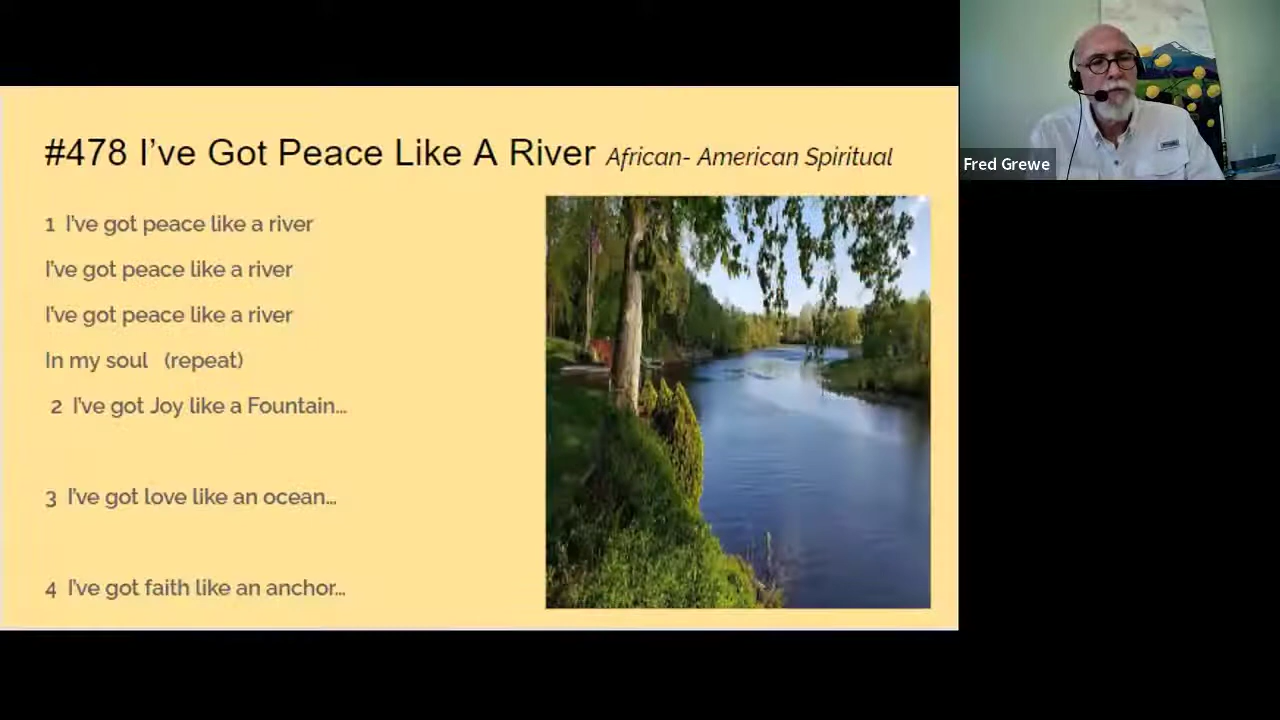 #478 I've Got Peace Like A River African- American Spiritual
1 I've got peace like a river
I've got peace like a river
I've got peace like a river
In my soul (repeat)
2 I've got Joy like a Fountain...
3 I've got love like an ocean...
4 I've got faith like an anchor...
Fred Grewe